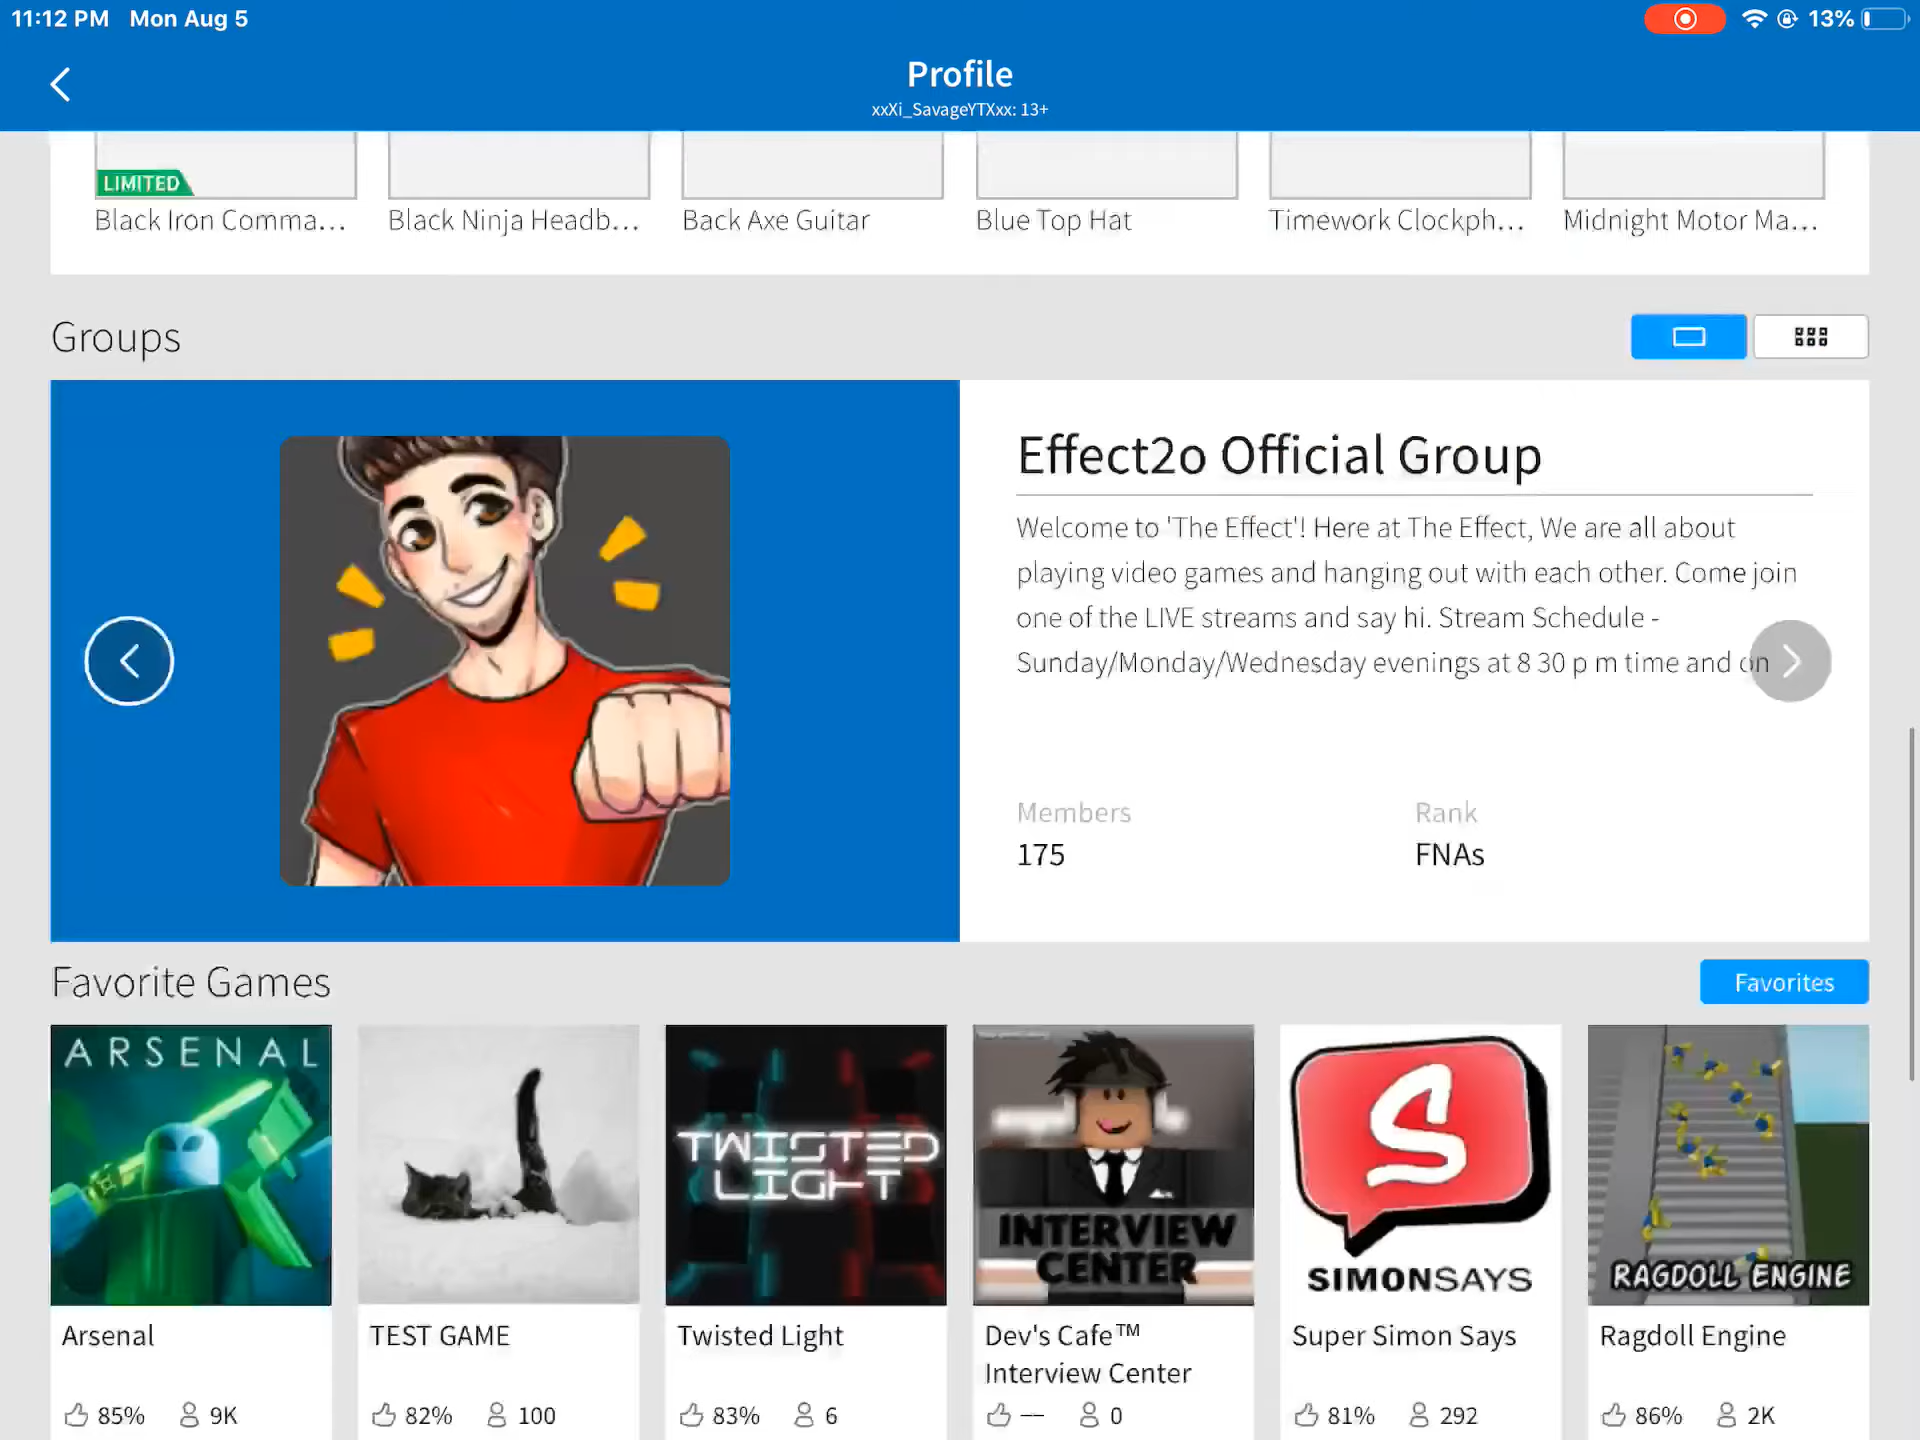 11:12 PM Mon Aug 5
13%
Profile
xxXi_SavageYTXxx: 13+
LIMITED
Black Iron Comma...
Black Ninja Headb...
Back Axe Guitar
Blue Top Hat
Timework Clockph...
Midnight Motor Ma...
Groups
Effect2o Official Group
Welcome to 'The Effect'! Here at The Effect, We are all about
playing video games and hanging out with each other. Come join
one of the LIVE streams and say hi. Stream Schedule -
Sunday/Monday/Wednesday evenings at 8 30 p m time and on
Members
175
Rank
FNAs
Favorite Games
Favorites
ARSENAL
TWISTED
LIGHT
INTERVIEW
CENTER
S
SIMONSAYS
RAGDOLL ENGINE
Arsenal
85% 9K
TEST GAME
82% 100
Twisted Light
83% 6
Dev's Cafe™
Interview Center
-- 0
Super Simon Says
81% 292
Ragdoll Engine
86% 2K